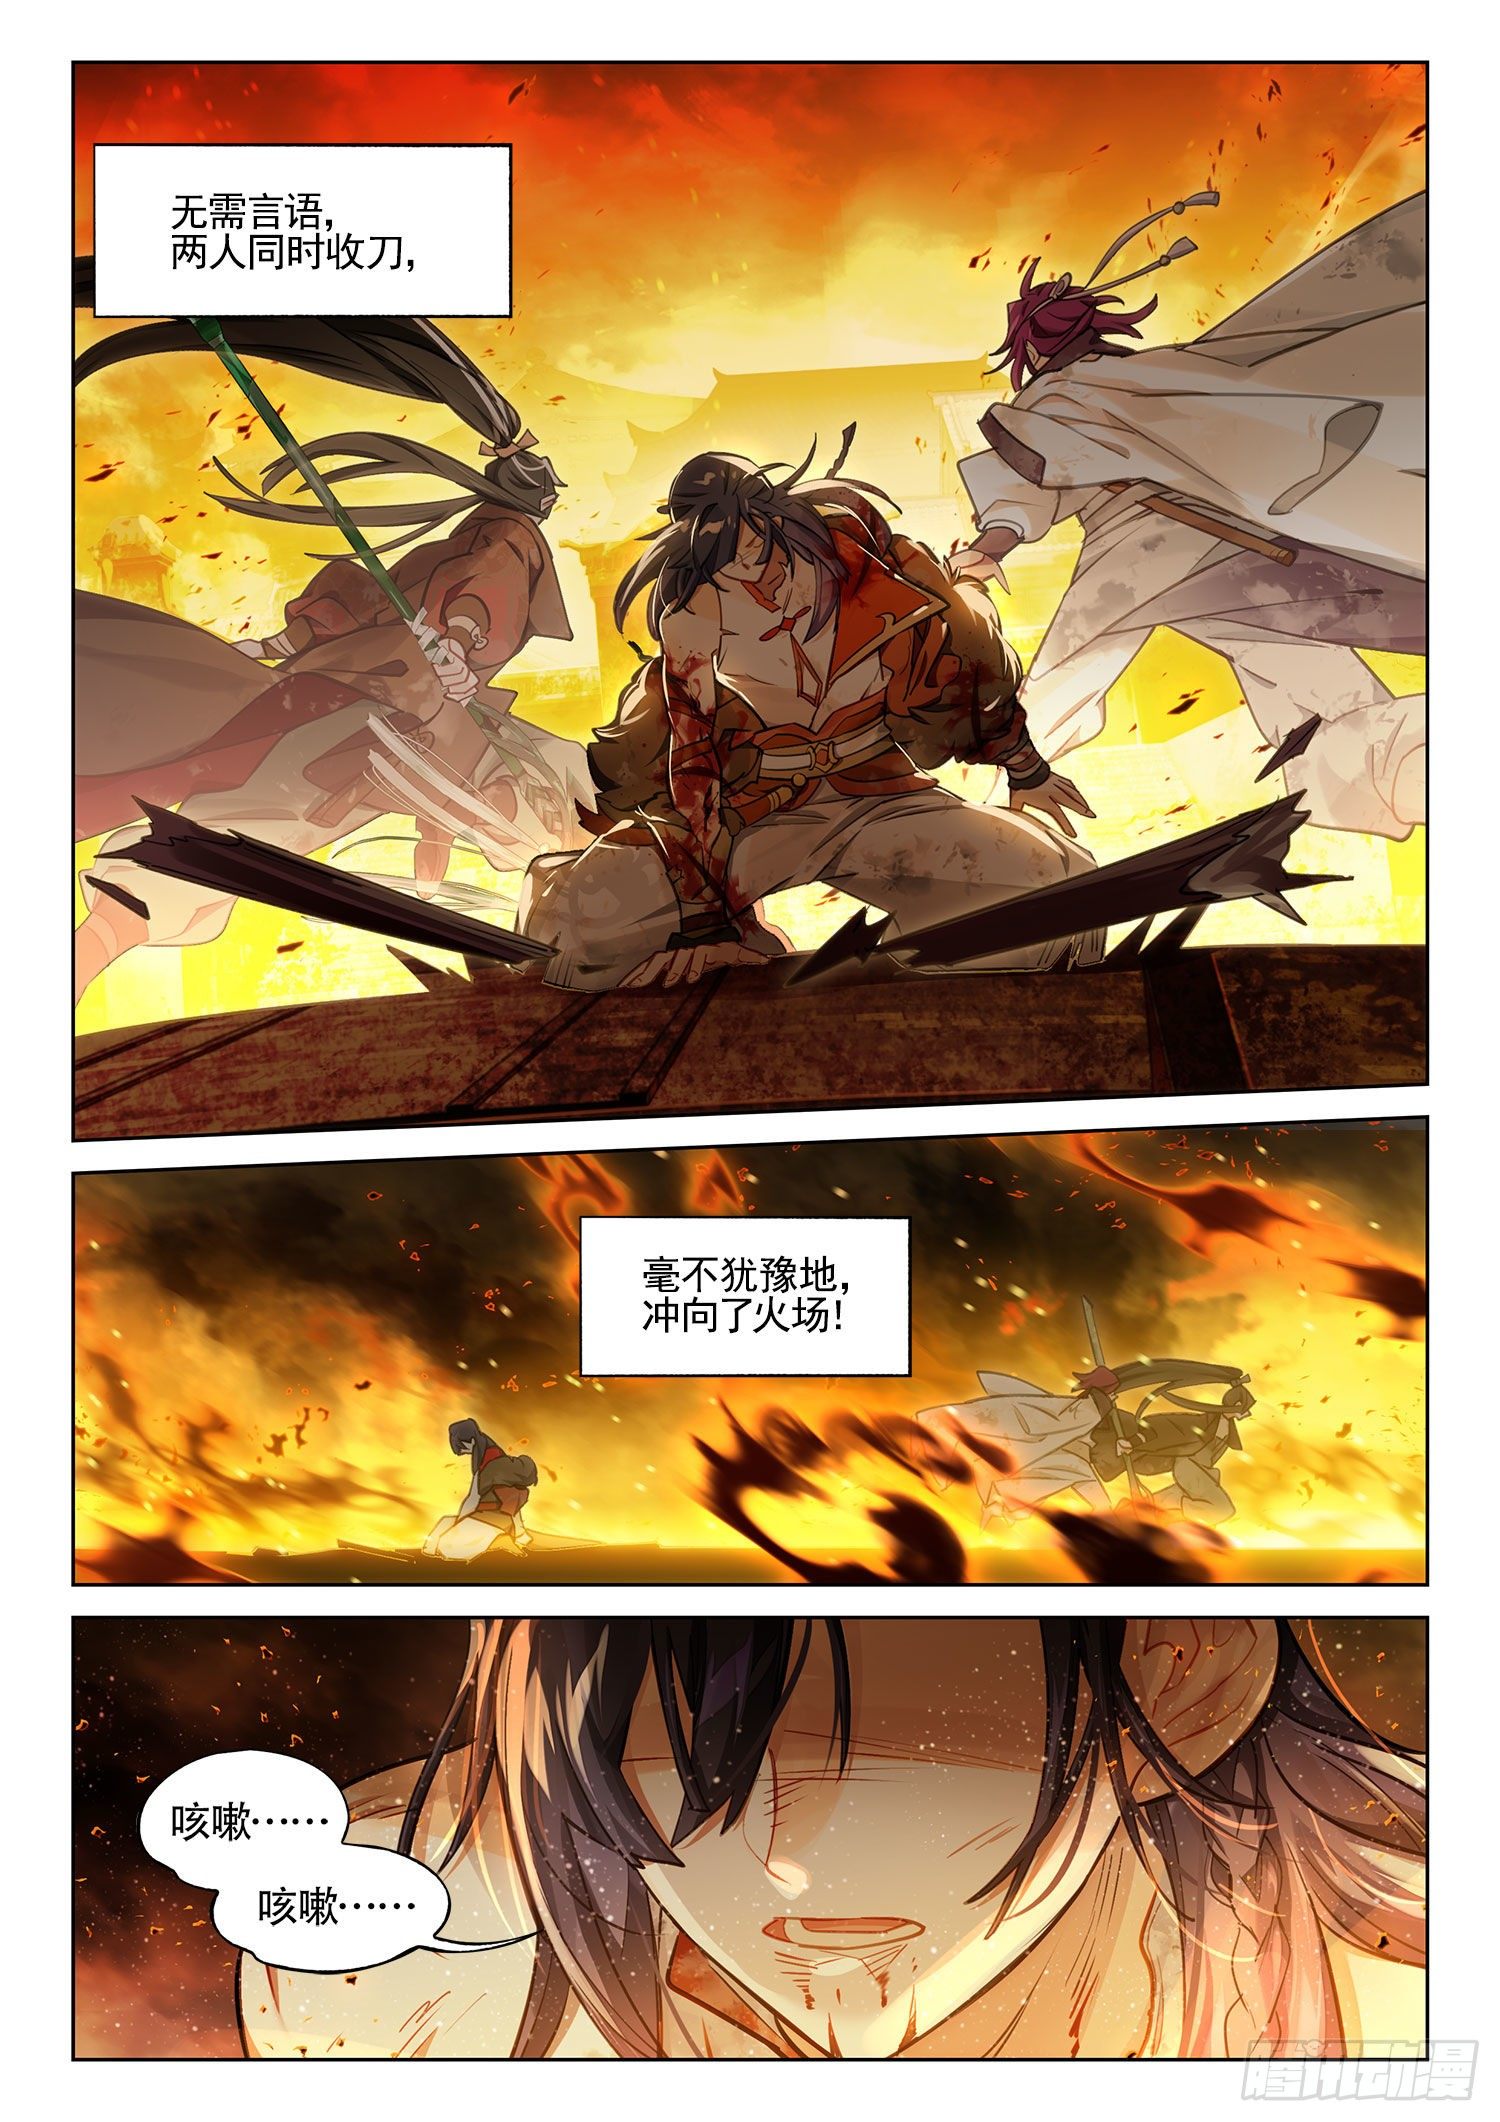 无需言语，
两人同时收刀，
毫不犹豫地，
冲向了火场！
咳嗽……
咳嗽……
腾讯动漫